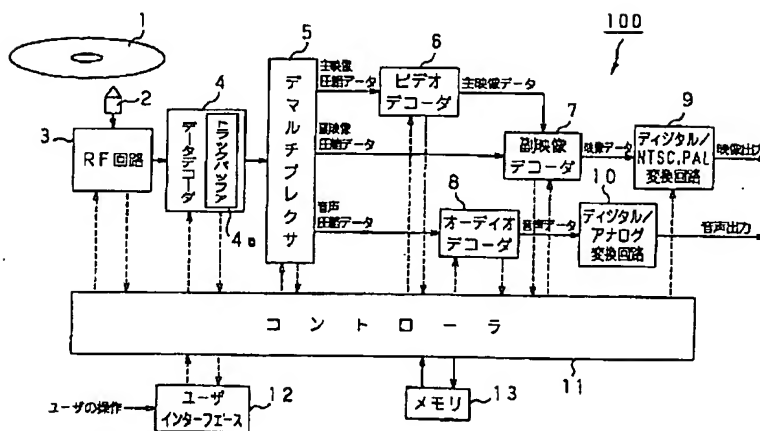 100
1
2
3
RF回路
4
データデコーダ
トラックバッファ
4a
5
デマルチプレクサ
主映像
圧縮データ
副映像
圧縮データ
音声
圧縮データ
6
ビデオ
デコーダ
主映像データ
7
副映像
デコーダ
映像データ
8
オーディオ
デコーダ
音声データ
9
ディジタル/
NTSC,PAL
変換回路
映像出力
10
ディジタル/
アナログ
変換回路
音声出力
コントローラ
11
ユーザの操作
ユーザ
インターフェース
12
メモリ
13